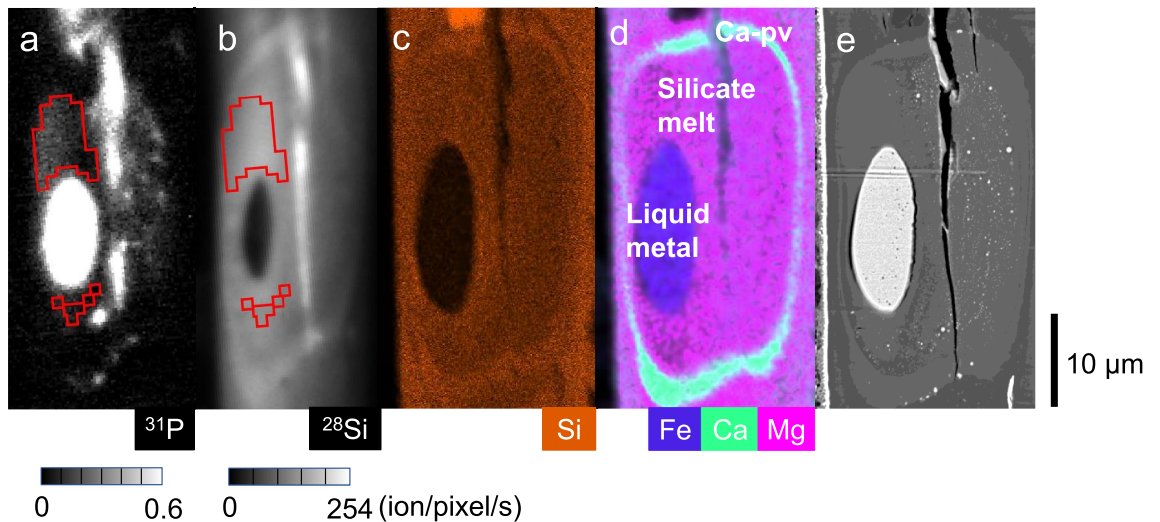 a
b
c
d
e
Ca-pv
Silicate
melt
Liquid
metal
10 µm
³¹P
²⁸Si
Si
Fe
Ca
Mg
0
0.6
0
254
(ion/pixel/s)